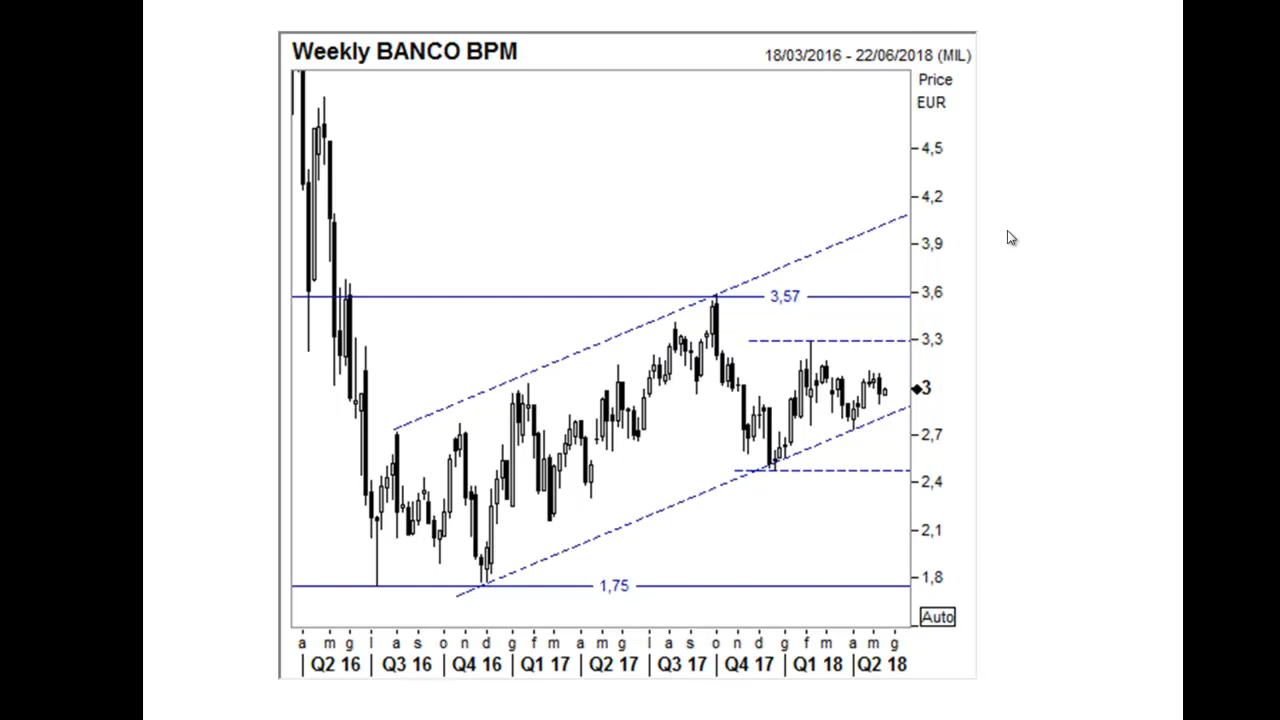 Weekly BANCO BPM
18/03/2016 - 22/06/2018 (MIL)
Price
EUR
4,5
4,2
3,9
3,6
3,57
3,3
3
2,7
2,4
2,1
1,8
1,75
Auto
a m g l a s o n d g f m a m g l a s o n d g f m a m g
Q2 16 Q3 16 Q4 16 Q1 17 Q2 17 Q3 17 Q4 17 Q1 18 Q2 18